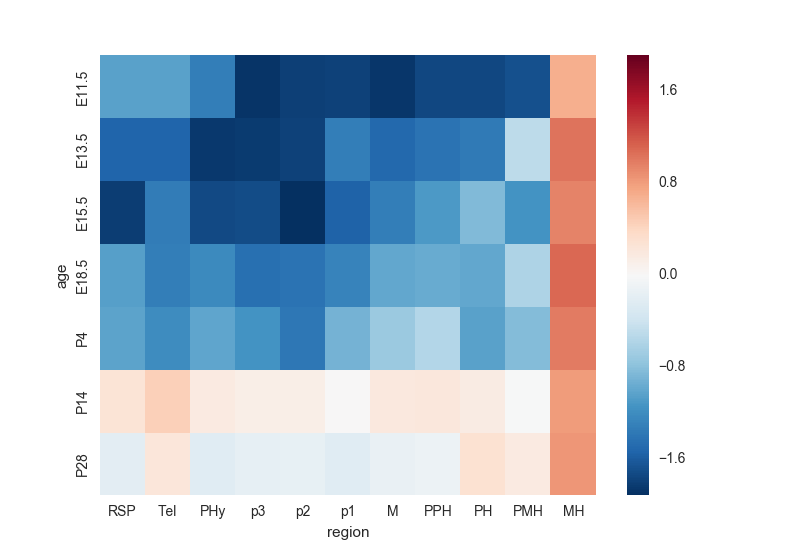 age
E11.5
E13.5
E15.5
E18.5
P4
P14
P28
RSP Tel PHy p3 p2 p1 M PPH PH PMH MH
region
1.6
0.8
0.0
−0.8
−1.6